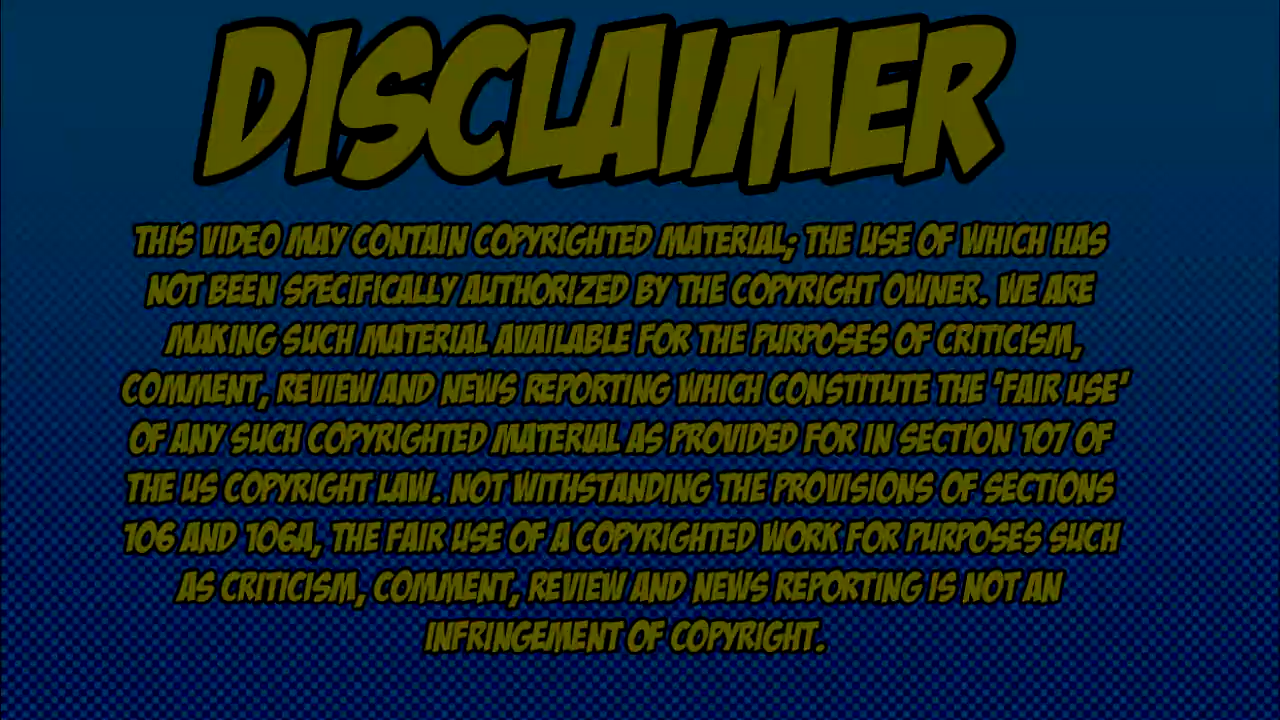 DISCLAIMER
THIS VIDEO MAY CONTAIN COPYRIGHTED MATERIAL; THE USE OF WHICH HAS
NOT BEEN SPECIFICALLY AUTHORIZED BY THE COPYRIGHT OWNER. WE ARE
MAKING SUCH MATERIAL AVAILABLE FOR THE PURPOSES OF CRITICISM,
COMMENT, REVIEW AND NEWS REPORTING WHICH CONSTITUTE THE 'FAIR USE'
OF ANY SUCH COPYRIGHTED MATERIAL AS PROVIDED FOR IN SECTION 107 OF
THE US COPYRIGHT LAW. NOT WITHSTANDING THE PROVISIONS OF SECTIONS
106 AND 106A, THE FAIR USE OF A COPYRIGHTED WORK FOR PURPOSES SUCH
AS CRITICISM, COMMENT, REVIEW AND NEWS REPORTING IS NOT AN
INFRINGEMENT OF COPYRIGHT.